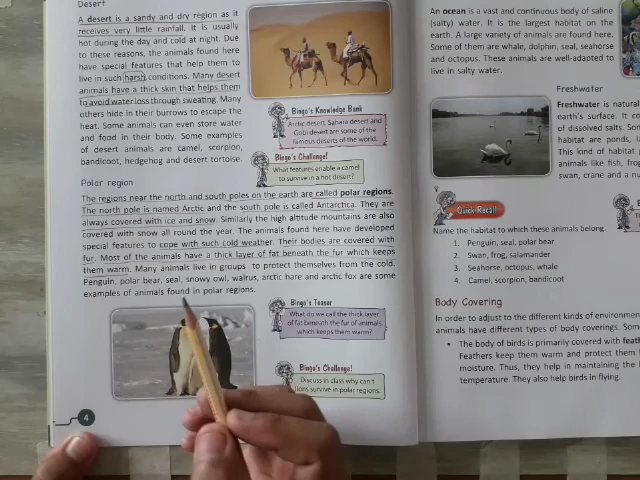 Desert
A desert is a sandy and dry region as it
receives very little rainfall. It is usually
hot during the day and cold at night. Due
to these reasons, the animals found here
have special features that help them to
live in such harsh conditions. Many desert
animals have a thick skin that helps them
to avoid water loss through sweating. Many
others hide in their burrows to escape the
heat. Some animals can even store water
and food in their body. Some examples
of desert animals are camel, scorpion,
bandicoot, hedgehog and desert tortoise.
Bingo's Knowledge Bank
Arctic desert, Sahara desert and
Gobi desert are some of the
famous deserts of the world.
Bingo's Challenge!
What features enable a camel
to survive in a hot desert?
Polar region
The regions near the north and south poles on the earth are called polar regions.
The north pole is named Arctic and the south pole is called Antarctica. They are
always covered with ice and snow. Similarly the high altitude mountains are also
covered with snow all round the year. The animals found here have developed
special features to cope with such cold weather. Their bodies are covered with
fur. Most of the animals have a thick layer of fat beneath the fur which keeps
them warm. Many animals live in groups to protect themselves from the cold.
Penguin, polar bear, seal, snowy owl, walrus, arctic hare and arctic fox are some
examples of animals found in polar regions.
Bingo's Teaser
What do we call the thick layer
of fat beneath the fur of animals
which keeps them warm?
Bingo's Challenge!
Discuss in class why can't
lions survive in polar regions.
4
An ocean is a vast and continuous body of saline
(salty) water. It is the largest habitat on the
earth. A large variety of animals are found here.
Some of them are whale, dolphin, seal, seahorse
and octopus. These animals are well-adapted to
live in salty water.
Freshwater
Freshwater is natural
earth's surface. It co
of dissolved salts. Som
habitat are ponds, la
This kind of habitat
animals like fish, frog
swan, crane and a nu
Quick Recall
Name the habitat to which these animals belong.
1. Penguin, seal, polar bear
2. Swan, frog, salamander
3. Seahorse, octopus, whale
4. Camel, scorpion, bandicoot
Body Covering
In order to adjust to the different kinds of environmen
animals have different types of body coverings. Som
• The body of birds is primarily covered with feath
Feathers keep them warm and protect them f
moisture. Thus, they help in maintaining the
temperature. They also help birds in flying.